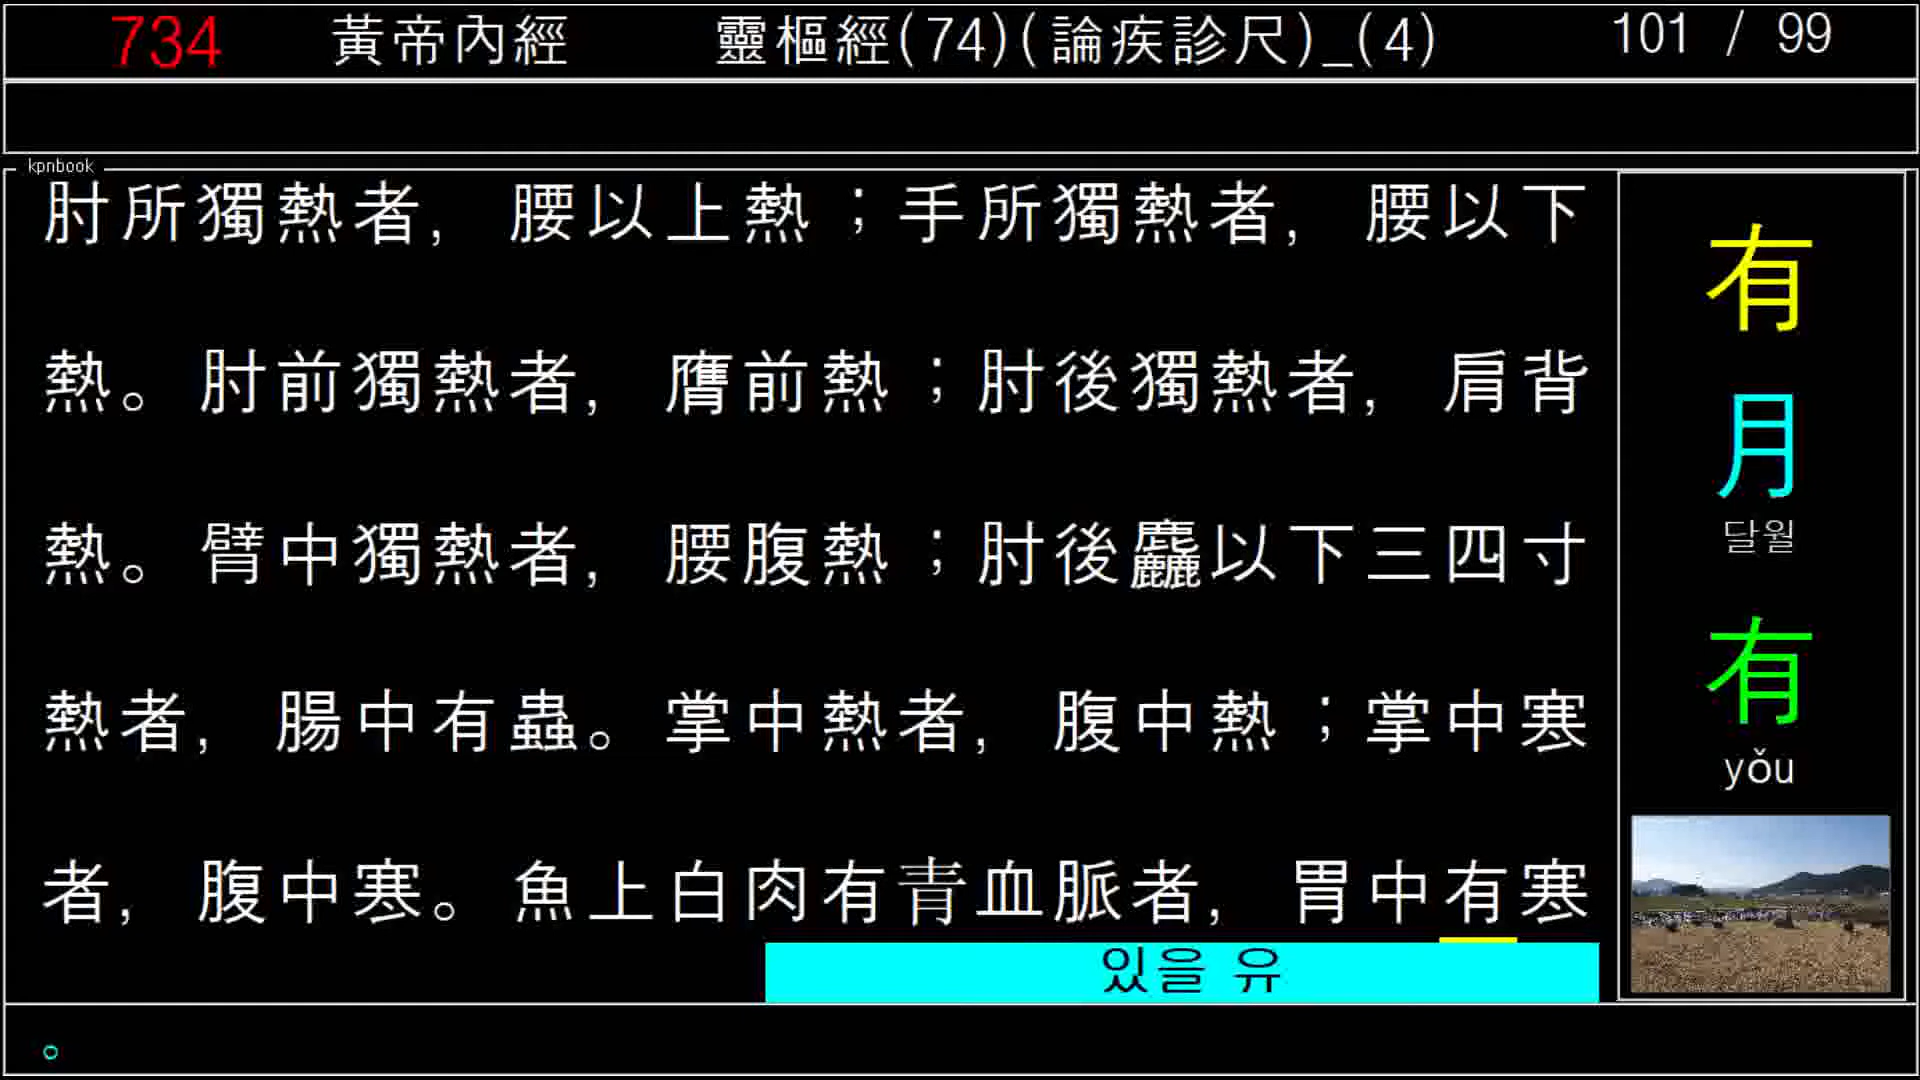 734 黃帝內經 靈樞經(74)(論疾診尺)_(4) 101 / 99
kpnbook
肘所獨熱者, 腰以上熱；手所獨熱者, 腰以下
熱。肘前獨熱者, 膺前熱；肘後獨熱者, 肩背
熱。臂中獨熱者, 腰腹熱；肘後麤以下三四寸
熱者, 腸中有蟲。掌中熱者, 腹中熱；掌中寒
者, 腹中寒。魚上白肉有青血脈者, 胃中有寒
있을 유
。
有
月
달월
有
yǒu